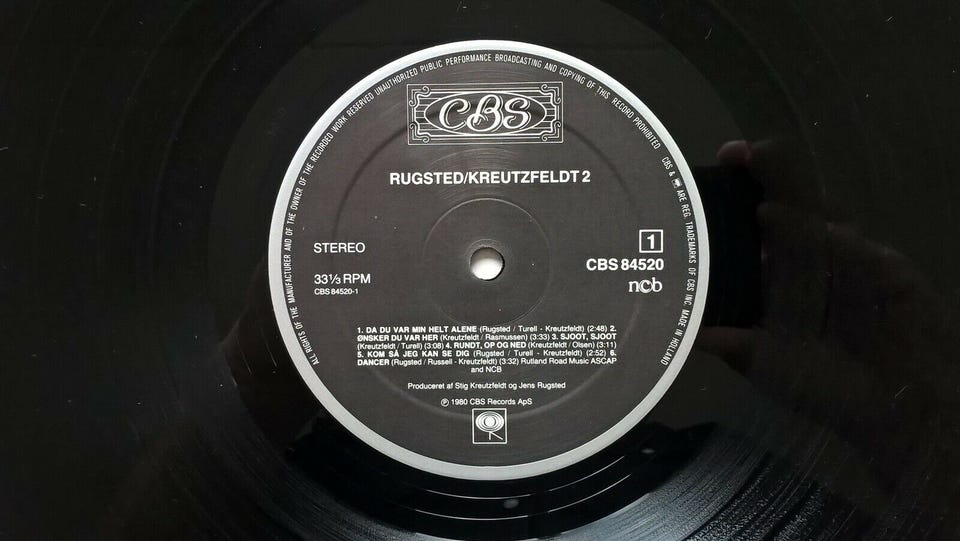 ALL RIGHTS OF THE MANUFACTURER AND OF THE OWNER OF THE RECORDED WORK RESERVED UNAUTHORIZED PUBLIC PERFORMANCE BROADCASTING AND COPYING OF THIS RECORD PROHIBITED CBS & ARE REG. TRADEMARKS OF CBS INC. MADE IN HOLLAND
CBS
RUGSTED/KREUTZFELDT 2
STEREO
1
33⅓ RPM
CBS 84520
CBS 84520-1
ncb
1. DA DU VAR MIN HELT ALENE (Rugsted / Turell - Kreutzfeldt) (2:48) 2.
ØNSKER DU VAR HER (Kreutzfeldt / Rasmussen) (3:33) 3. SJOOT, SJOOT
(Kreutzfeldt / Turell) (3:08) 4. RUNDT, OP OG NED (Kreutzfeldt / Olsen) (3:11)
5. KOM SÅ JEG KAN SE DIG (Rugsted / Turell - Kreutzfeldt) (2:52) 6.
DANCER (Rugsted / Russell - Kreutzfeldt) (3:32) Rutland Road Music ASCAP
and NCB
Produceret af Stig Kreutzfeldt og Jens Rugsted
℗ 1980 CBS Records ApS